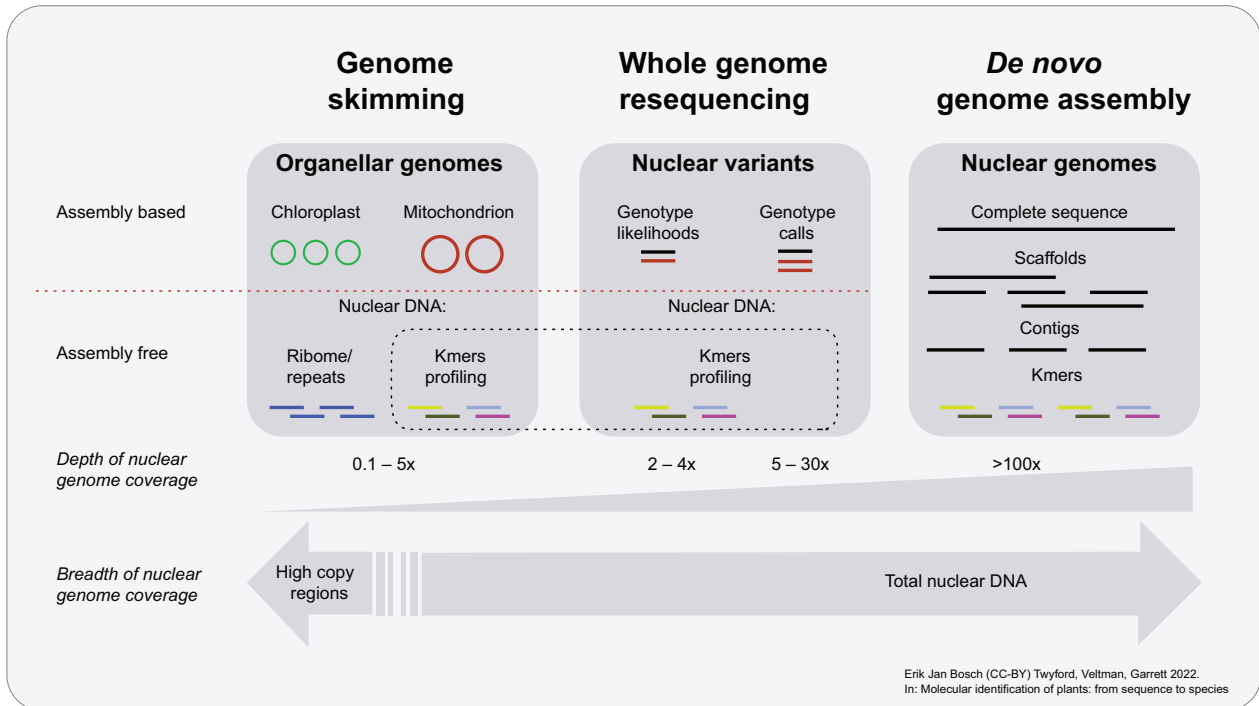 Genome
skimming
Whole genome
resequencing
De novo
genome assembly
Organellar genomes
Nuclear variants
Nuclear genomes
Assembly based
Chloroplast
Mitochondrion
Genotype
likelihoods
Genotype
calls
Complete sequence
Scaffolds
Nuclear DNA:
Nuclear DNA:
Contigs
Assembly free
Ribome/
repeats
Kmers
profiling
Kmers
profiling
Kmers
Depth of nuclear
genome coverage
0.1 – 5x
2 – 4x
5 – 30x
>100x
Breadth of nuclear
genome coverage
High copy
regions
Total nuclear DNA
Erik Jan Bosch (CC-BY) Twyford, Veltman, Garrett 2022.
In: Molecular identification of plants: from sequence to species